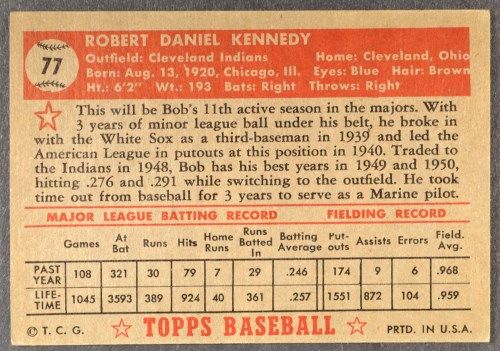 77
ROBERT DANIEL KENNEDY
Outfield: Cleveland Indians Home: Cleveland, Ohio
Born: Aug. 13, 1920, Chicago, Ill. Eyes: Blue Hair: Brown
Ht.: 6'2" Wt.: 193 Bats: Right Throws: Right
This will be Bob's 11th active season in the majors. With
3 years of minor league ball under his belt, he broke in
with the White Sox as a third-baseman in 1939 and led the
American League in putouts at this position in 1940. Traded to
the Indians in 1948, Bob has his best years in 1949 and 1950,
hitting .276 and .291 while switching to the outfield. He took
time out from baseball for 3 years to serve as a Marine pilot.
MAJOR LEAGUE BATTING RECORD FIELDING RECORD
Games At Bat Runs Hits Home Runs Runs Batted In Batting Average Put-outs Assists Errors Field. Avg.
PAST YEAR 108 321 30 79 7 29 .246 174 9 6 .968
LIFE-TIME 1045 3593 389 924 40 361 .257 1551 872 104 .959
© T. C. G. TOPPS BASEBALL PRTD. IN U.S.A.